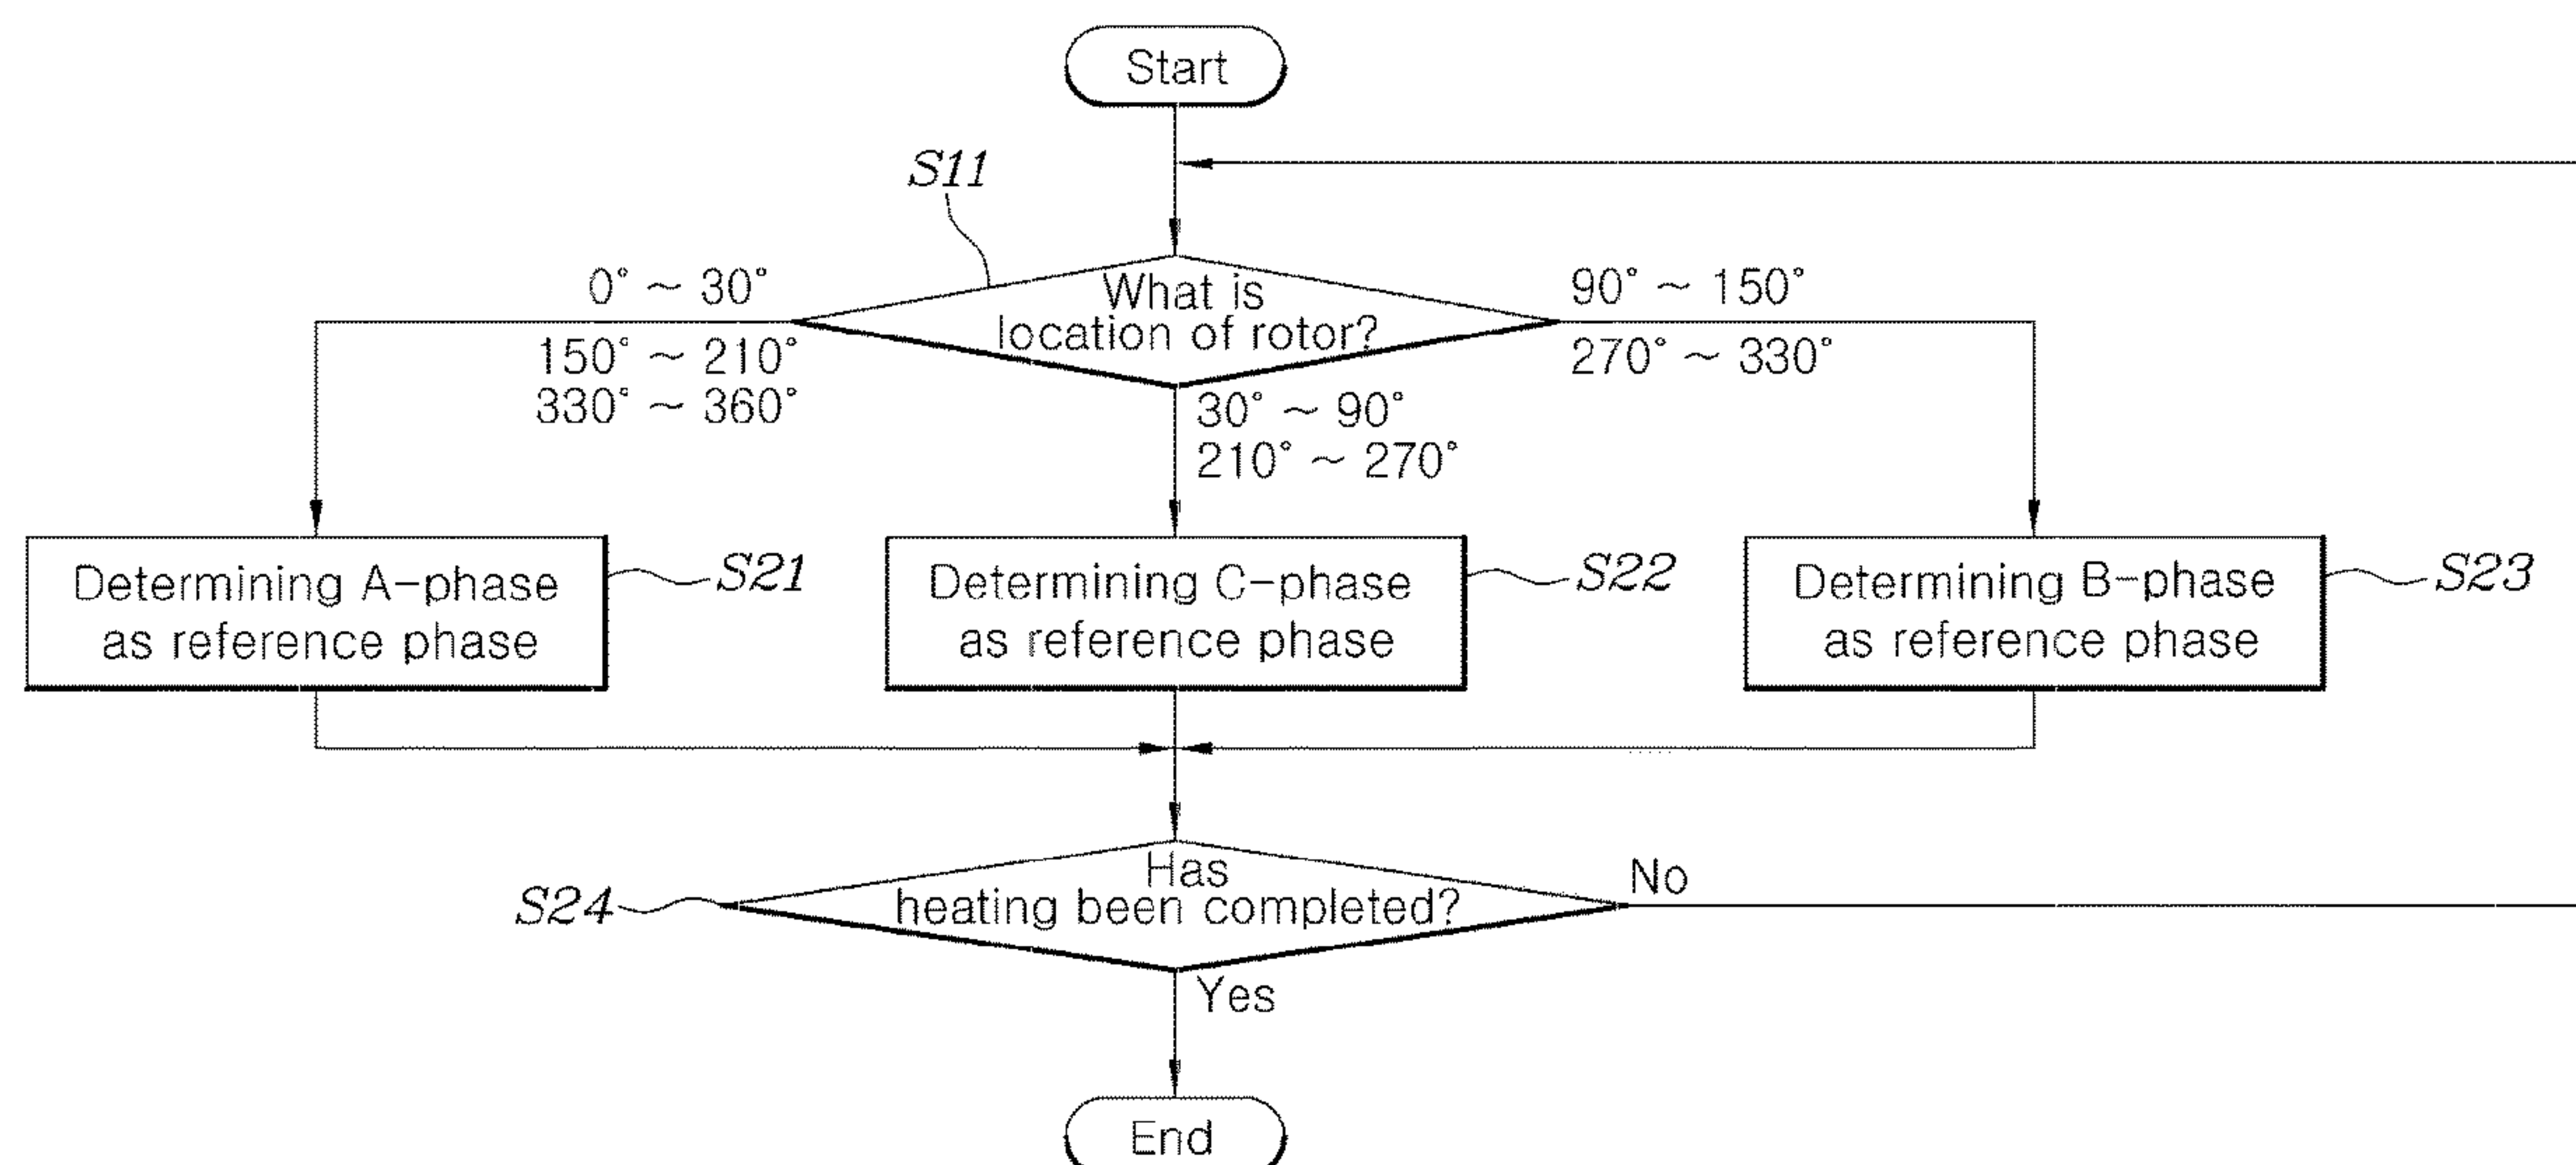 Start
S11
What is
location of rotor?
0° ~ 30°
150° ~ 210°
330° ~ 360°
90° ~ 150°
270° ~ 330°
30° ~ 90°
210° ~ 270°
Determining A-phase
as reference phase
S21
Determining C-phase
as reference phase
S22
Determining B-phase
as reference phase
S23
Has
heating been completed?
S24
No
Yes
End